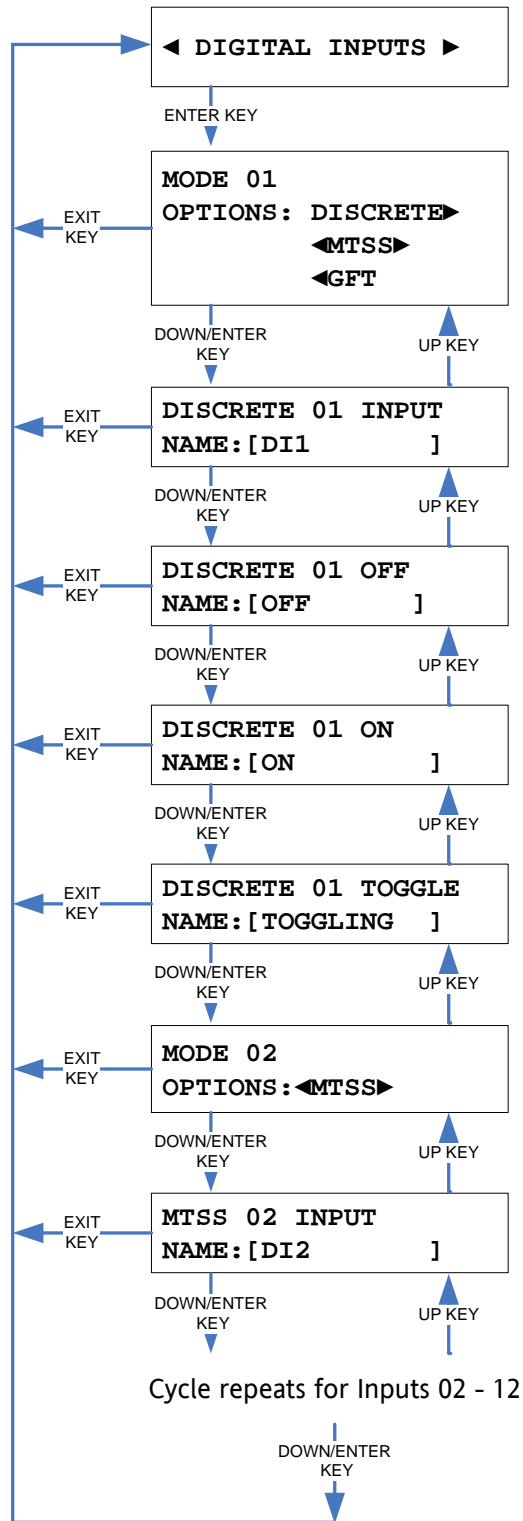 ◄ DIGITAL INPUTS ►
ENTER KEY
MODE 01
OPTIONS: DISCRETE►
◄MTSS►
◄GFT
EXIT
KEY
DOWN/ENTER
KEY
UP KEY
DISCRETE 01 INPUT
NAME:[DI1 ]
EXIT
KEY
DOWN/ENTER
KEY
UP KEY
DISCRETE 01 OFF
NAME:[OFF ]
EXIT
KEY
DOWN/ENTER
KEY
UP KEY
DISCRETE 01 ON
NAME:[ON ]
EXIT
KEY
DOWN/ENTER
KEY
UP KEY
DISCRETE 01 TOGGLE
NAME:[TOGGLING ]
EXIT
KEY
DOWN/ENTER
KEY
UP KEY
MODE 02
OPTIONS:◄MTSS►
EXIT
KEY
DOWN/ENTER
KEY
UP KEY
MTSS 02 INPUT
NAME:[DI2 ]
EXIT
KEY
DOWN/ENTER
KEY
UP KEY
Cycle repeats for Inputs 02 - 12
DOWN/ENTER
KEY